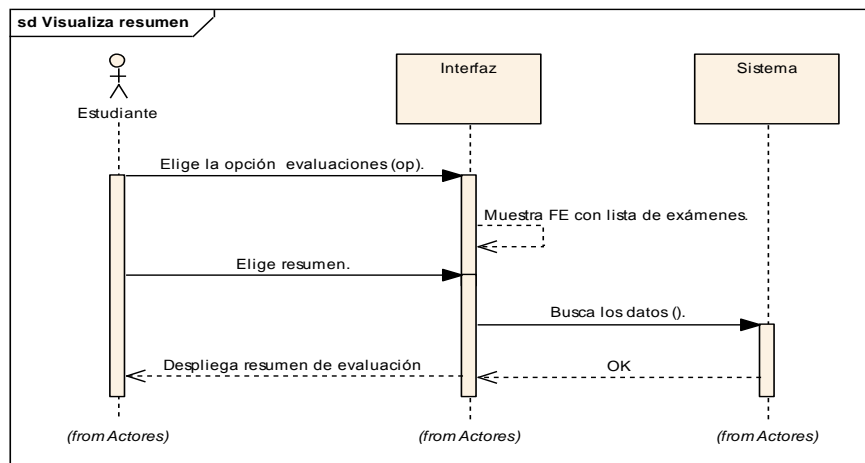 sd Visualiza resumen
Estudiante
Interfaz
Sistema
Elige la opción evaluaciones (op).
Muestra FE con lista de exámenes.
Elige resumen.
Busca los datos ().
Despliega resumen de evaluación
OK
(from Actores)
(from Actores)
(from Actores)